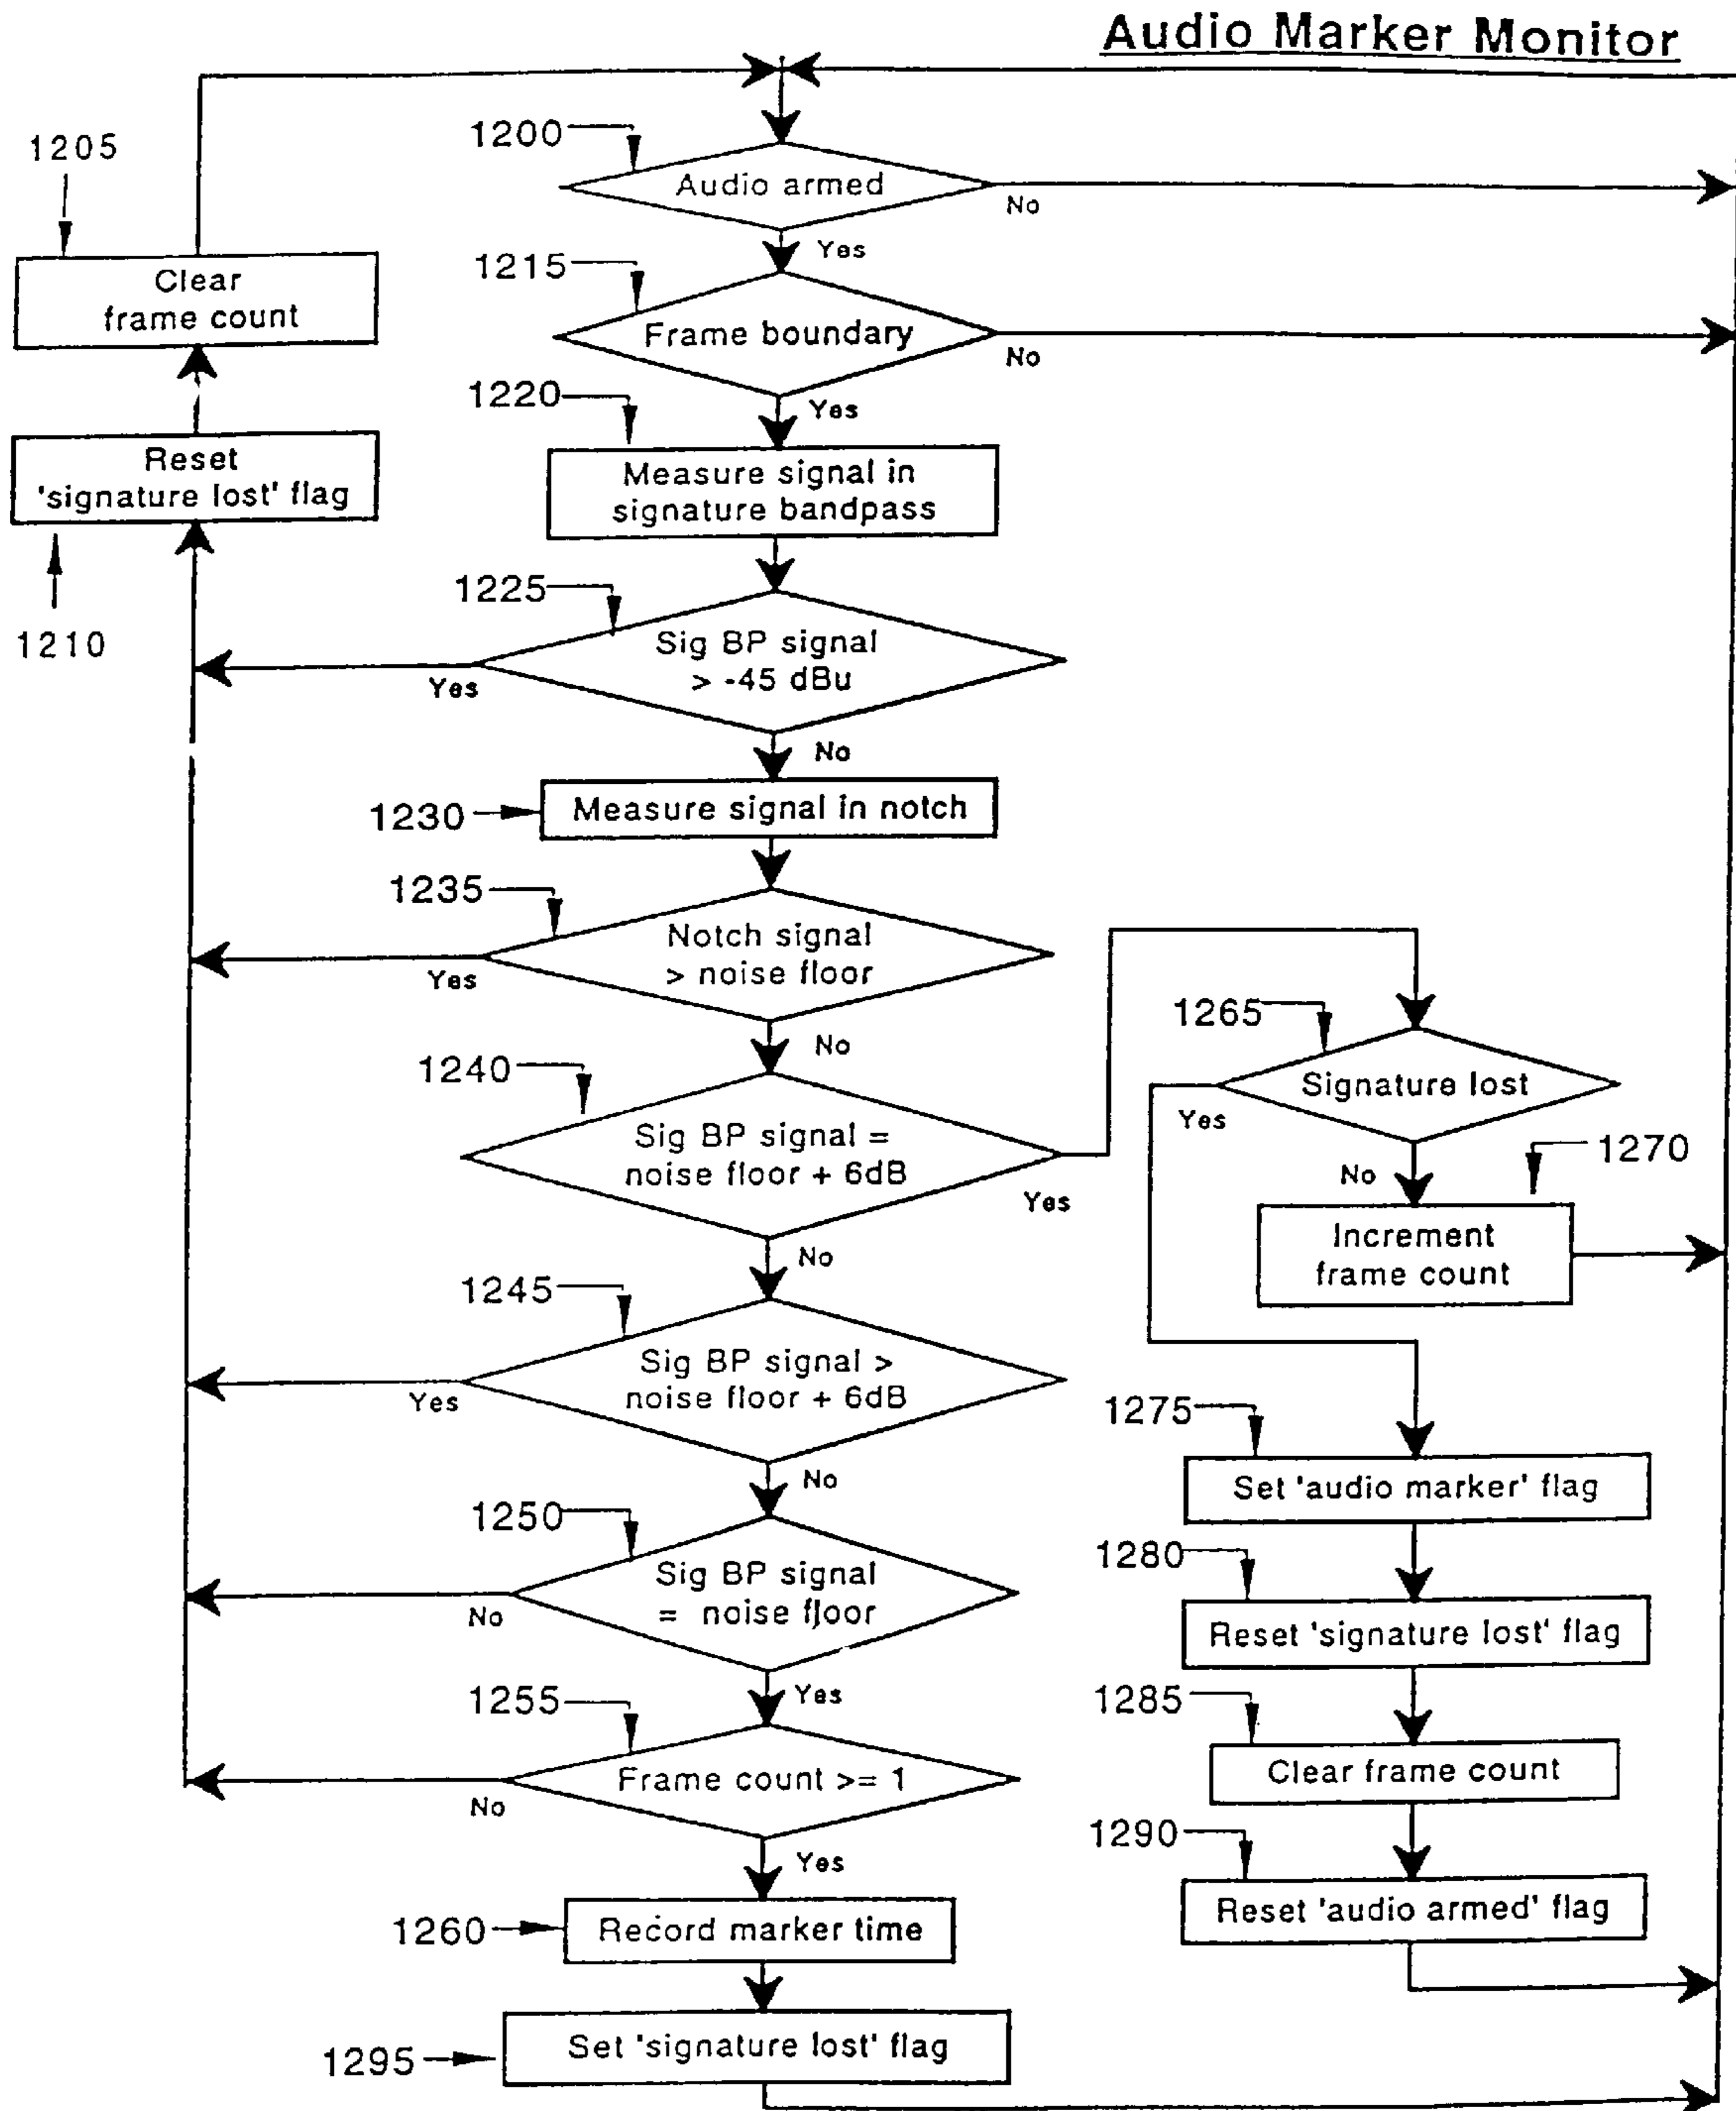 Audio Marker Monitor
1200
Audio armed
No
Yes
1205
Clear
frame count
1215
Frame boundary
No
Yes
1220
Measure signal in
signature bandpass
Reset
'signature lost' flag
1210
1225
Sig BP signal
> -45 dBu
Yes
No
1230
Measure signal in notch
1235
Notch signal
> noise floor
Yes
No
1240
Sig BP signal =
noise floor + 6dB
Yes
No
1265
Signature lost
Yes
No
1270
Increment
frame count
1245
Sig BP signal >
noise floor + 6dB
Yes
No
1250
Sig BP signal
= noise floor
No
Yes
1255
Frame count >= 1
No
Yes
1260
Record marker time
1295
Set 'signature lost' flag
1275
Set 'audio marker' flag
1280
Reset 'signature lost' flag
1285
Clear frame count
1290
Reset 'audio armed' flag